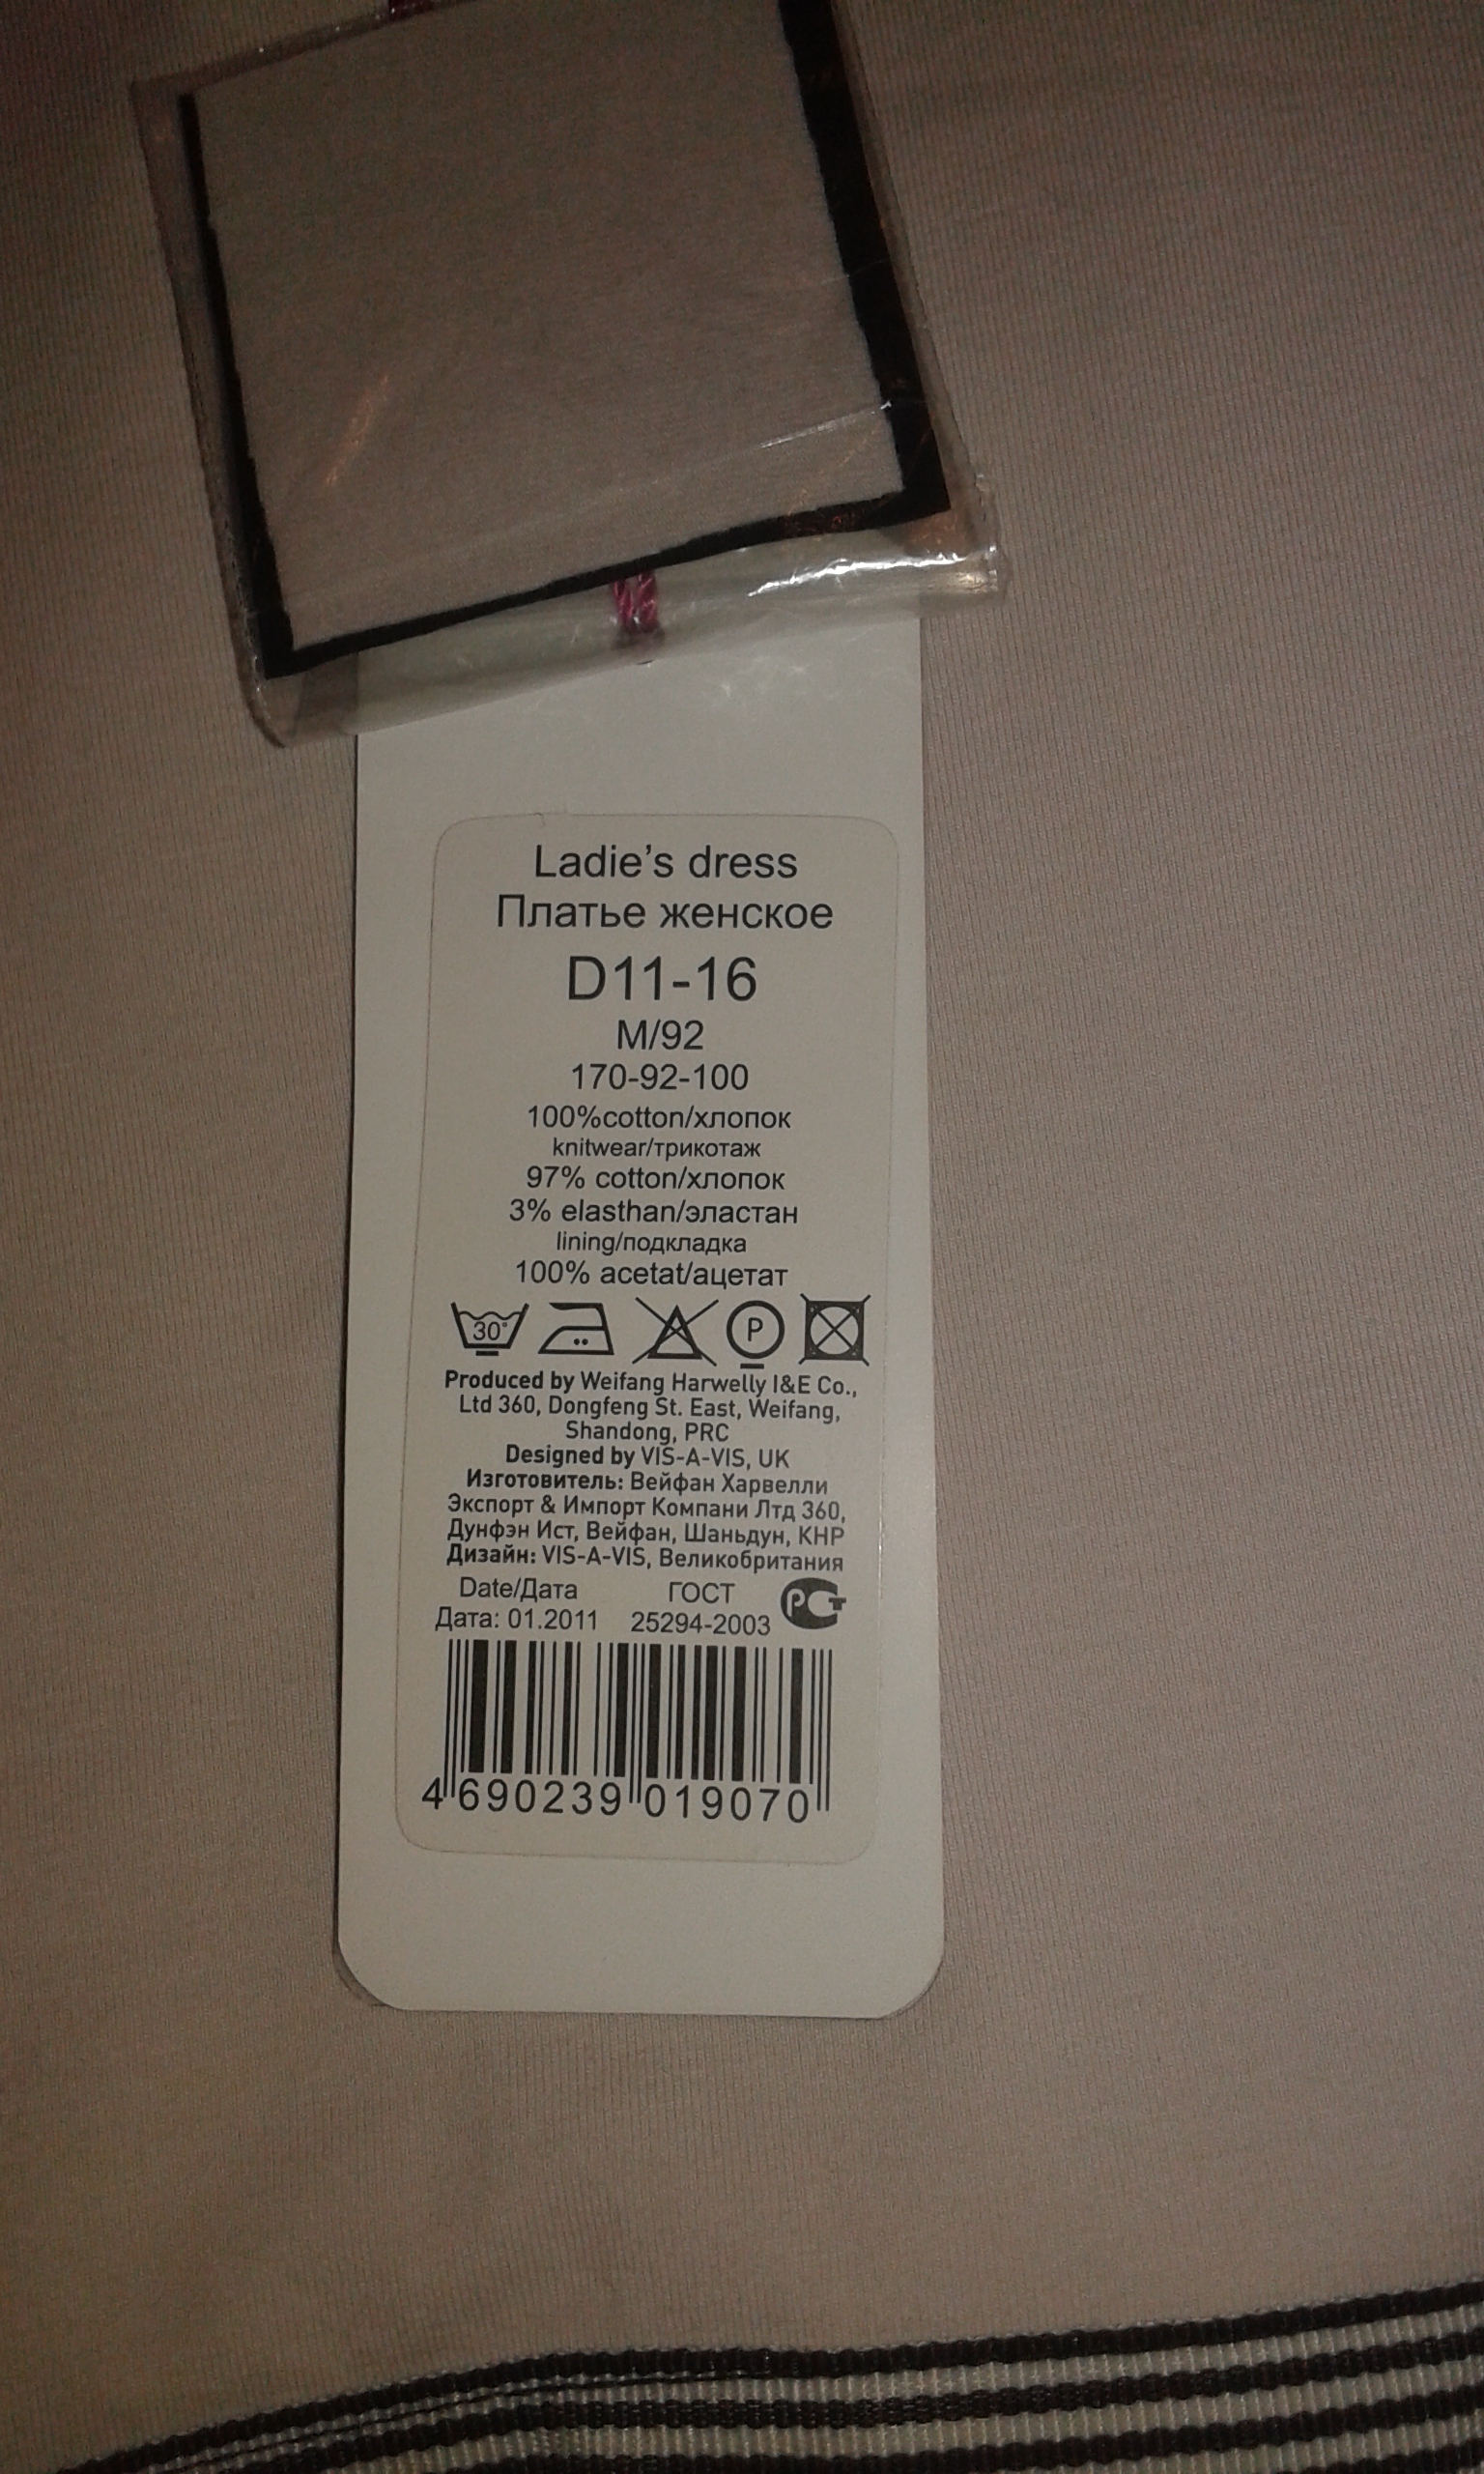 Ladie's dress
Платье женское
D11-16
M/92
170-92-100
100%cotton/хлопок
knitwear/трикотаж
97% cotton/хлопок
3% elasthan/эластан
lining/подкладка
100% acetat/ацетат
30° P
Produced by Weifang Harwelly I&E Co.,
Ltd 360, Dongfeng St. East, Weifang,
Shandong, PRC
Designed by VIS-A-VIS, UK
Изготовитель: Вейфан Харвелли
Экспорт & Импорт Компани Лтд 360,
Дунфэн Ист, Вейфан, Шаньдун, КНР
Дизайн: VIS-A-VIS, Великобритания
Date/Дата ГОСТ
Дата: 01.2011 25294-2003 РСТ
4 690239 019070